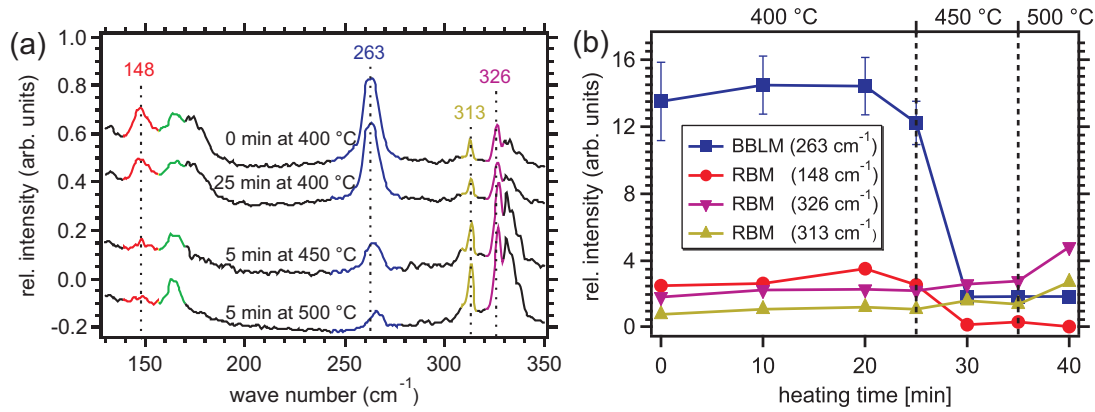 (a)
1.0
0.8
0.6
0.4
0.2
0.0
-0.2
rel. intensity (arb. units)
148
263
313
326
0 min at 400 °C
25 min at 400 °C
5 min at 450 °C
5 min at 500 °C
150 200 250 300 350
wave number (cm⁻¹)
(b)
400 °C 450 °C 500 °C
16
12
8
4
0
rel. intensity (arb. units)
BBLM (263 cm⁻¹)
RBM (148 cm⁻¹)
RBM (326 cm⁻¹)
RBM (313 cm⁻¹)
0 10 20 30 40
heating time [min]